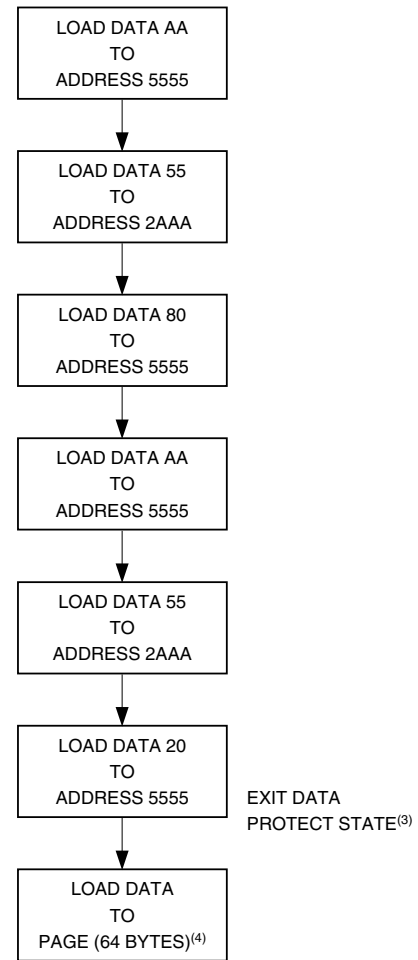 LOAD DATA AA
TO
ADDRESS 5555
LOAD DATA 55
TO
ADDRESS 2AAA
LOAD DATA 80
TO
ADDRESS 5555
LOAD DATA AA
TO
ADDRESS 5555
LOAD DATA 55
TO
ADDRESS 2AAA
LOAD DATA 20
TO
ADDRESS 5555
EXIT DATA
PROTECT STATE(3)
LOAD DATA
TO
PAGE (64 BYTES)(4)